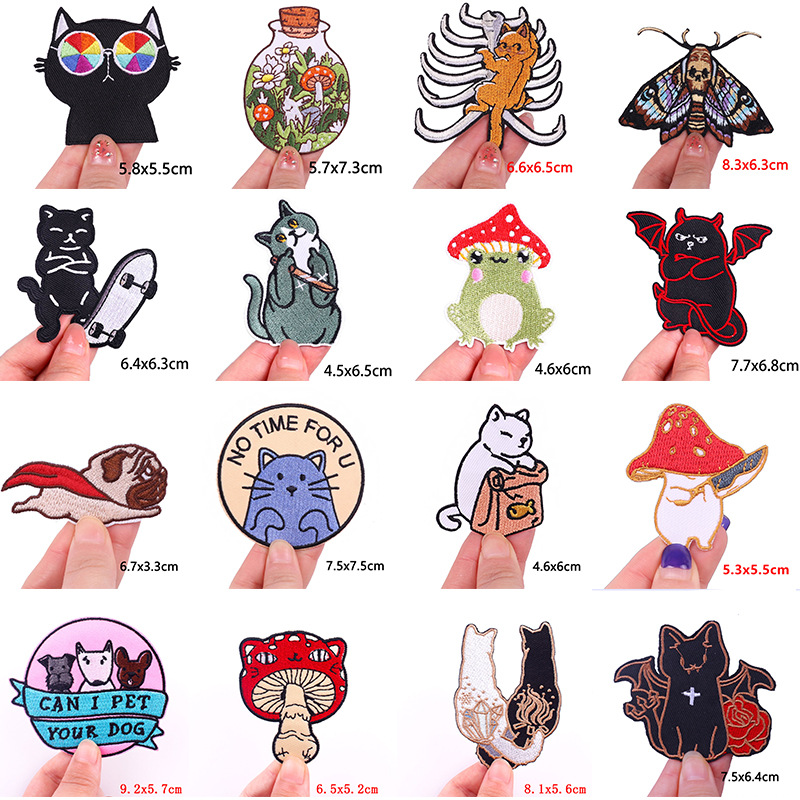 5.8x5.5cm
5.7x7.3cm
6.6x6.5cm
8.3x6.3cm
6.4x6.3cm
4.5x6.5cm
4.6x6cm
7.7x6.8cm
NO TIME FOR U
6.7x3.3cm
7.5x7.5cm
4.6x6cm
5.3x5.5cm
CAN I PET
YOUR DOG
9.2x5.7cm
6.5x5.2cm
8.1x5.6cm
7.5x6.4cm